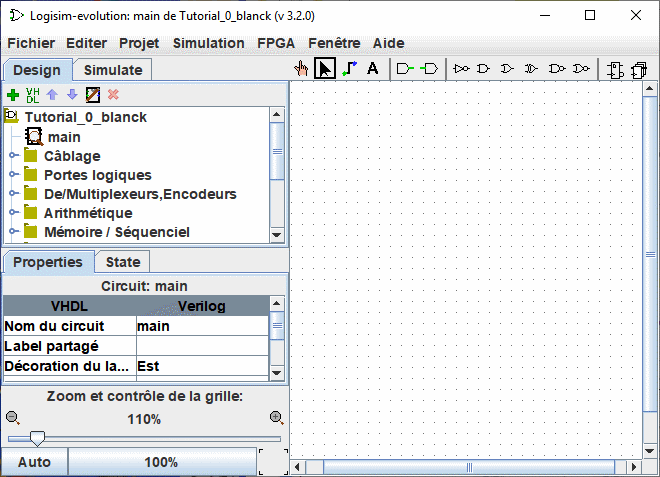 Logisim-evolution: main de Tutorial_0_blanck (v 3.2.0)
Fichier Editer Projet Simulation FPGA Fenêtre Aide
Design Simulate
A
VH
DL
Tutorial_0_blanck
main
Câblage
Portes logiques
De/Multiplexeurs,Encodeurs
Arithmétique
Mémoire / Séquenciel
Properties State
Circuit: main
VHDL Verilog
Nom du circuit main
Label partagé
Décoration du la... Est
Zoom et contrôle de la grille:
110%
Auto 100%